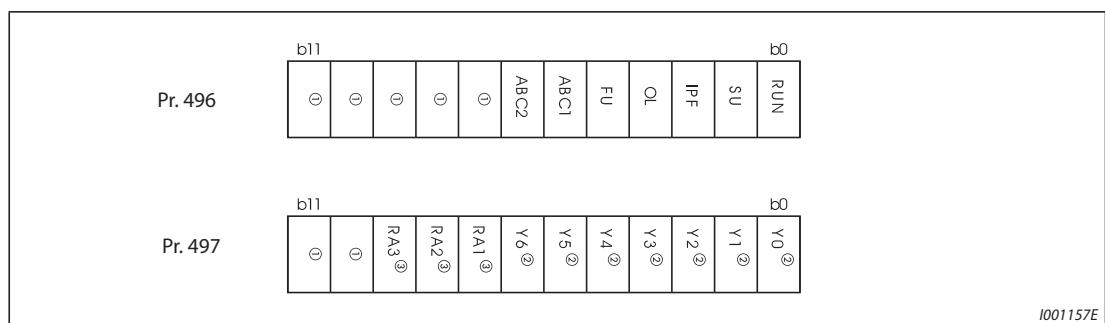 b11 b0
Pr. 496 ① ① ① ① ① ABC2 ABC1 FU OL IPF SU RUN
b11 b0
Pr. 497 ① ① RA3③ RA2③ RA1③ Y6② Y5② Y4② Y3② Y2② Y1② Y0②
I001157E